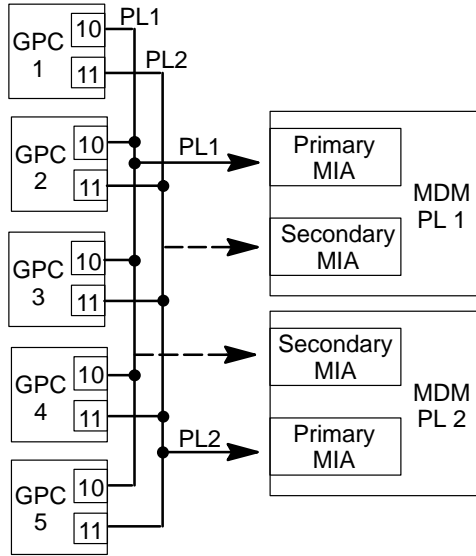 GPC
1
10
11
PL1
PL2
GPC
2
10
11
PL1
Primary
MIA
MDM
PL 1
Secondary
MIA
GPC
3
10
11
Secondary
MIA
MDM
PL 2
GPC
4
10
11
PL2
Primary
MIA
GPC
5
10
11